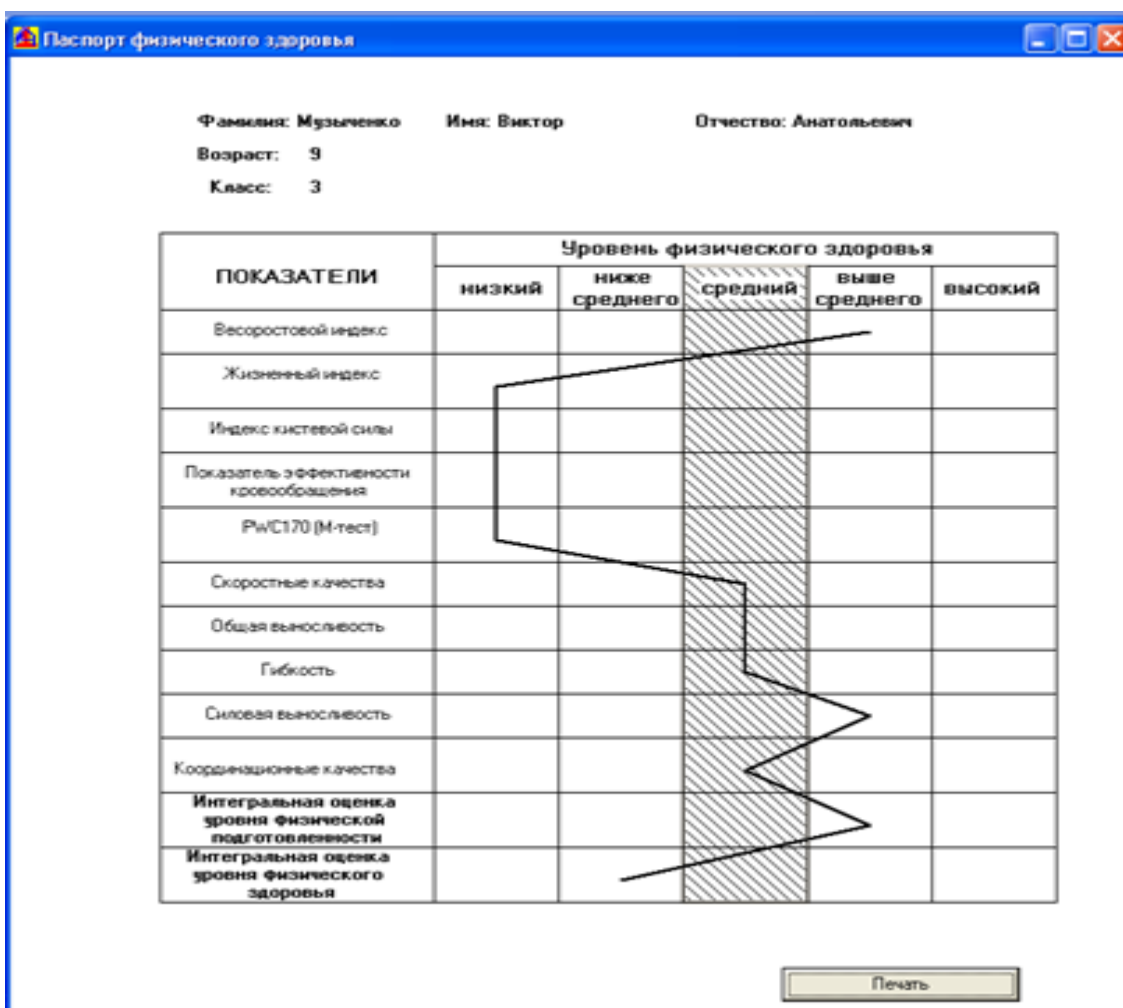 Паспорт физического здоровья
Фамилия: Музыченко Имя: Виктор Отчество: Анатольевич
Возраст: 9
Класс: 3
ПОКАЗАТЕЛИ
Уровень физического здоровья
низкий
ниже
среднего
средний
выше
среднего
высокий
Весоростовой индекс
Жизненный индекс
Индекс кистевой силы
Показатель эффективности
кровообращения
PWC170 (М-тест)
Скоростные качества
Общая выносливость
Гибкость
Силовая выносливость
Координационные качества
Интегральная оценка
уровня физической
подготовленности
Интегральная оценка
уровня физического
здоровья
Печать